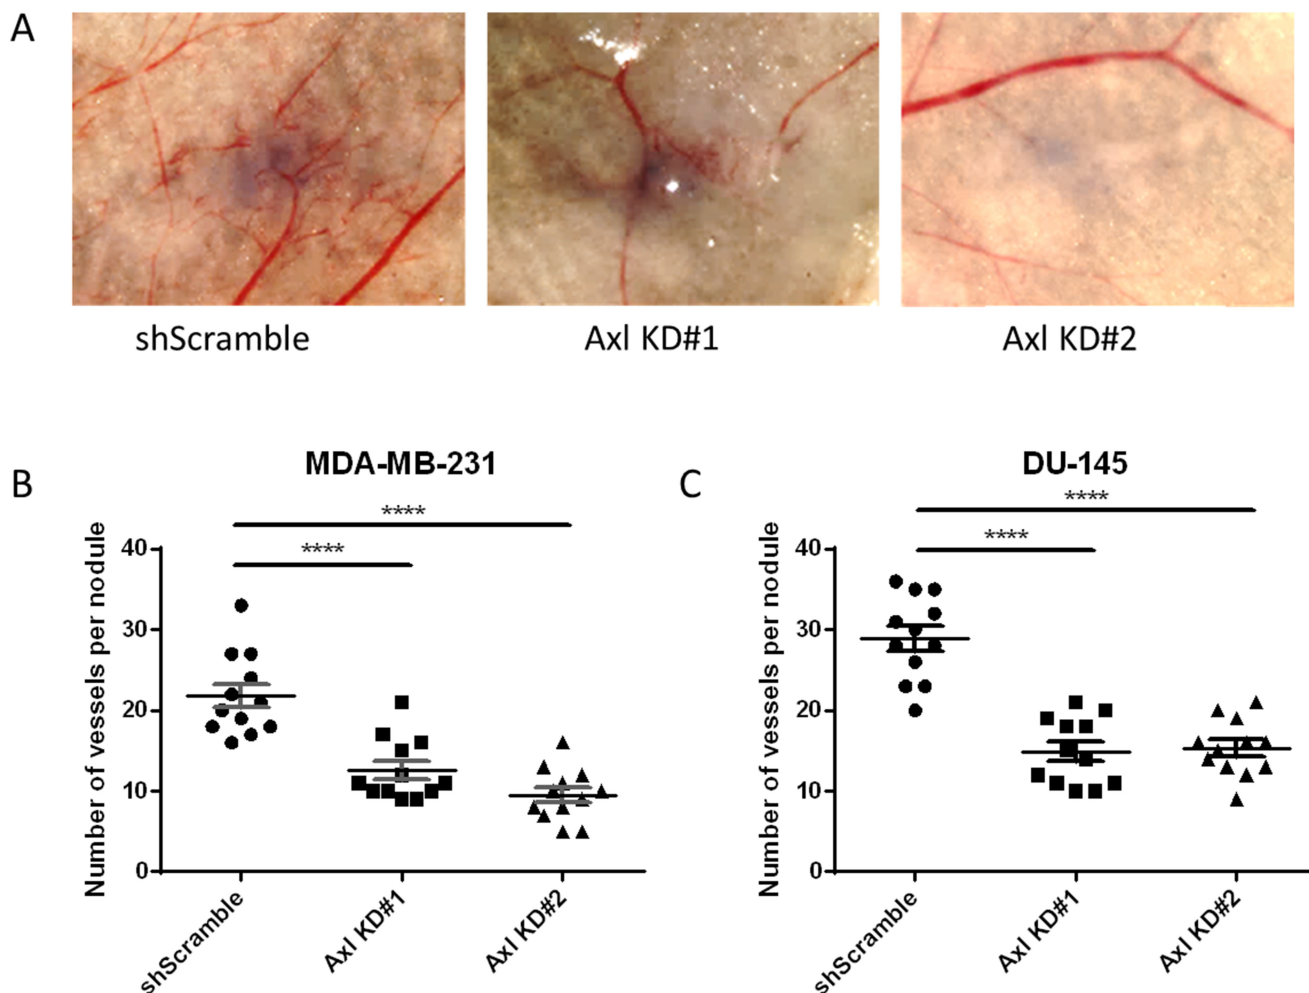 A
shScramble
Axl KD#1
Axl KD#2
B
MDA-MB-231
****
****
Number of vessels per nodule
40
30
20
10
0
shScramble
Axl KD#1
Axl KD#2
C
DU-145
****
****
Number of vessels per nodule
40
30
20
10
0
shScramble
Axl KD#1
Axl KD#2